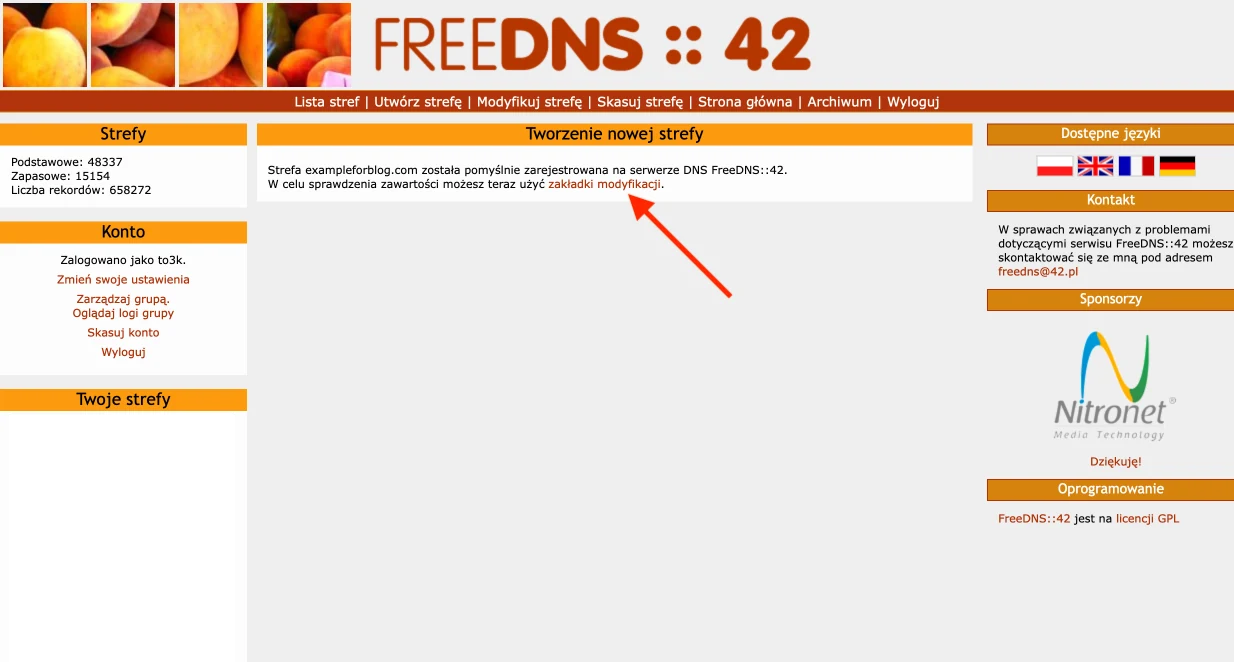 FREEDNS :: 42
Lista stref | Utwórz strefę | Modyfikuj strefę | Skasuj strefę | Strona główna | Archiwum | Wyloguj
Strefy
Podstawowe: 48337
Zapasowe: 15154
Liczba rekordów: 658272
Konto
Zalogowano jako to3k.
Zmień swoje ustawienia
Zarządzaj grupą.
Oglądaj logi grupy
Skasuj konto
Wyloguj
Twoje strefy
Tworzenie nowej strefy
Strefa exampleforblog.com została pomyślnie zarejestrowana na serwerze DNS FreeDNS::42.
W celu sprawdzenia zawartości możesz teraz użyć zakładki modyfikacji.
Dostępne języki
Kontakt
W sprawach związanych z problemami
dotyczącymi serwisu FreeDNS::42 możesz
skontaktować się ze mną pod adresem
freedns@42.pl
Sponsorzy
Nitronet®
Media Technology
Dziękuję!
Oprogramowanie
FreeDNS::42 jest na licencji GPL